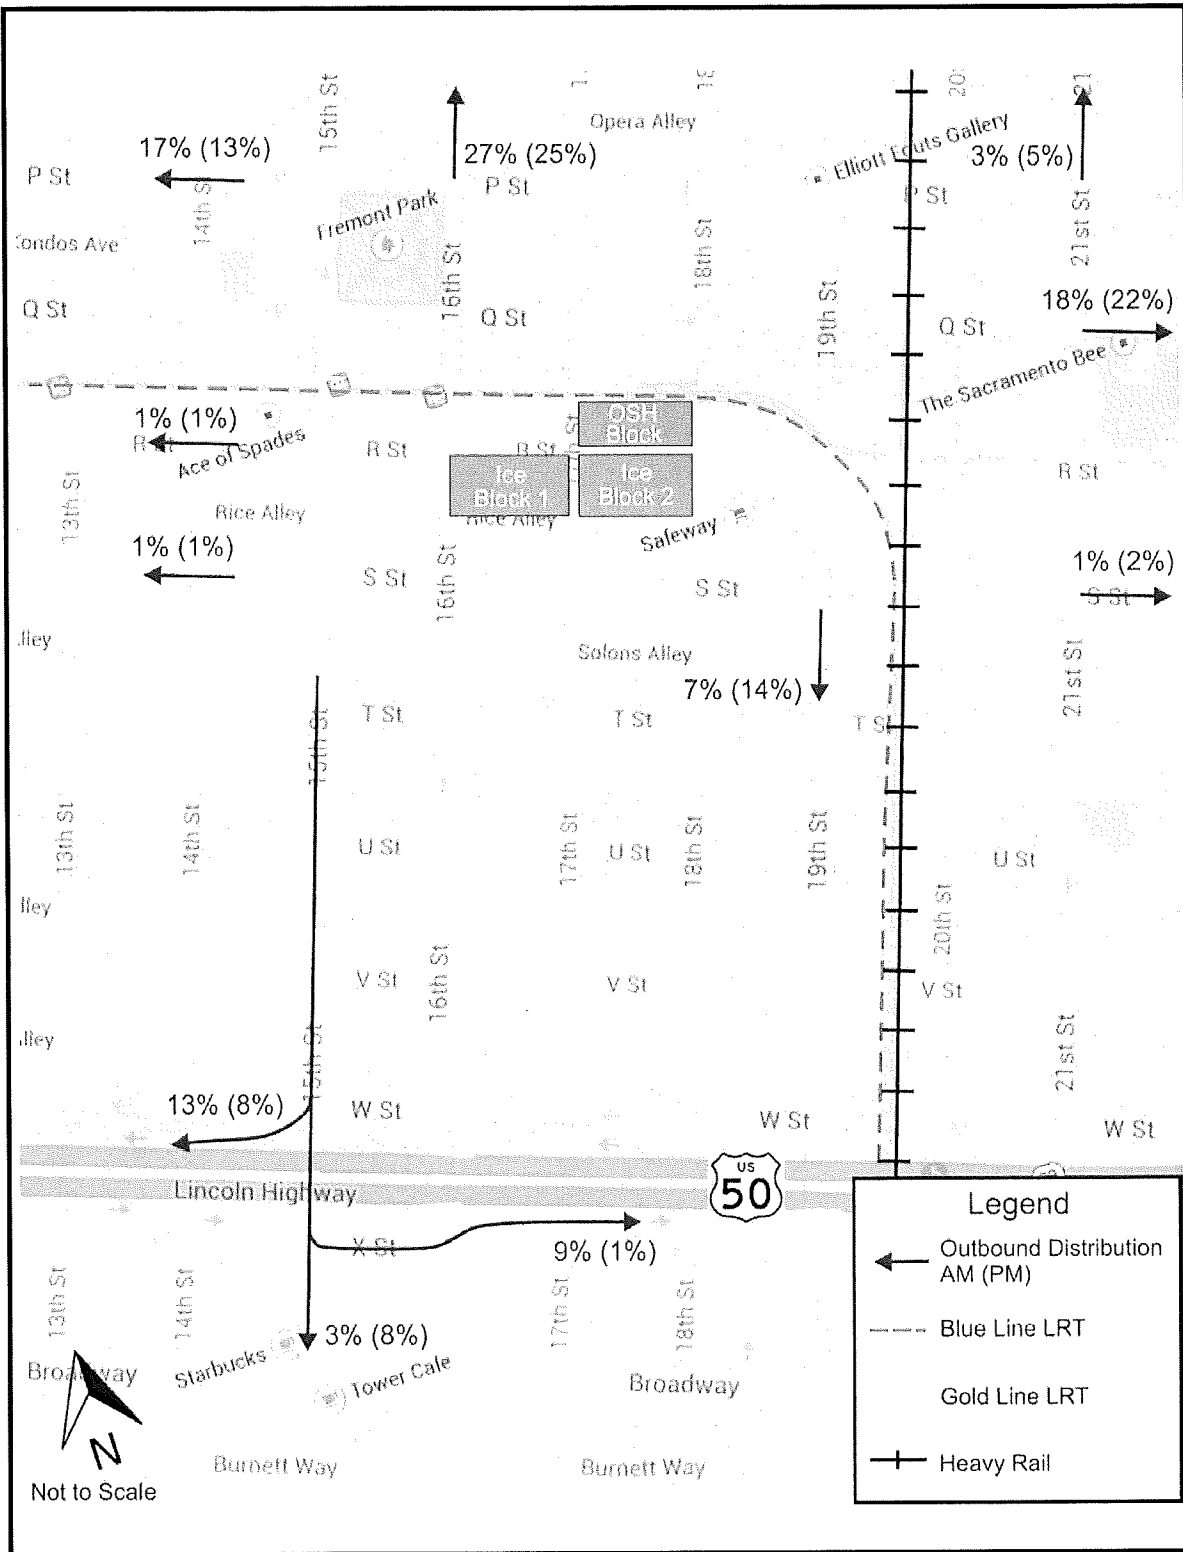 15th St
Opera Alley
17% (13%)
27% (25%)
Elliott Fouts Gallery
3% (5%)
P St
P St
P St
14th St
Fremont Park
16th St
18th St
21st St
Q St
Q St
19th St
Q St
18% (22%)
The Sacramento Bee
1% (1%)
R St
Ace of Spades
R St
R St
OSH
Block
R St
13th St
Rice Alley
Ice
Block 1
Ice
Block 2
Rice Alley
Safeway
1% (1%)
S St
16th St
S St
1% (2%)
S St
Solons Alley
21st St
7% (14%)
15th St
T St
T St
13th St
14th St
U St
17th St
U St
18th St
19th St
U St
20th St
V St
16th St
V St
V St
15th St
21st St
13% (8%)
W St
W St
W St
Lincoln Highway
US
50
X St
9% (1%)
13th St
14th St
17th St
18th St
3% (8%)
Starbucks
Tower Cafe
Broadway
Broadway
Burnett Way
Burnett Way
N
Not to Scale
Legend
Outbound Distribution
AM (PM)
Blue Line LRT
Gold Line LRT
Heavy Rail